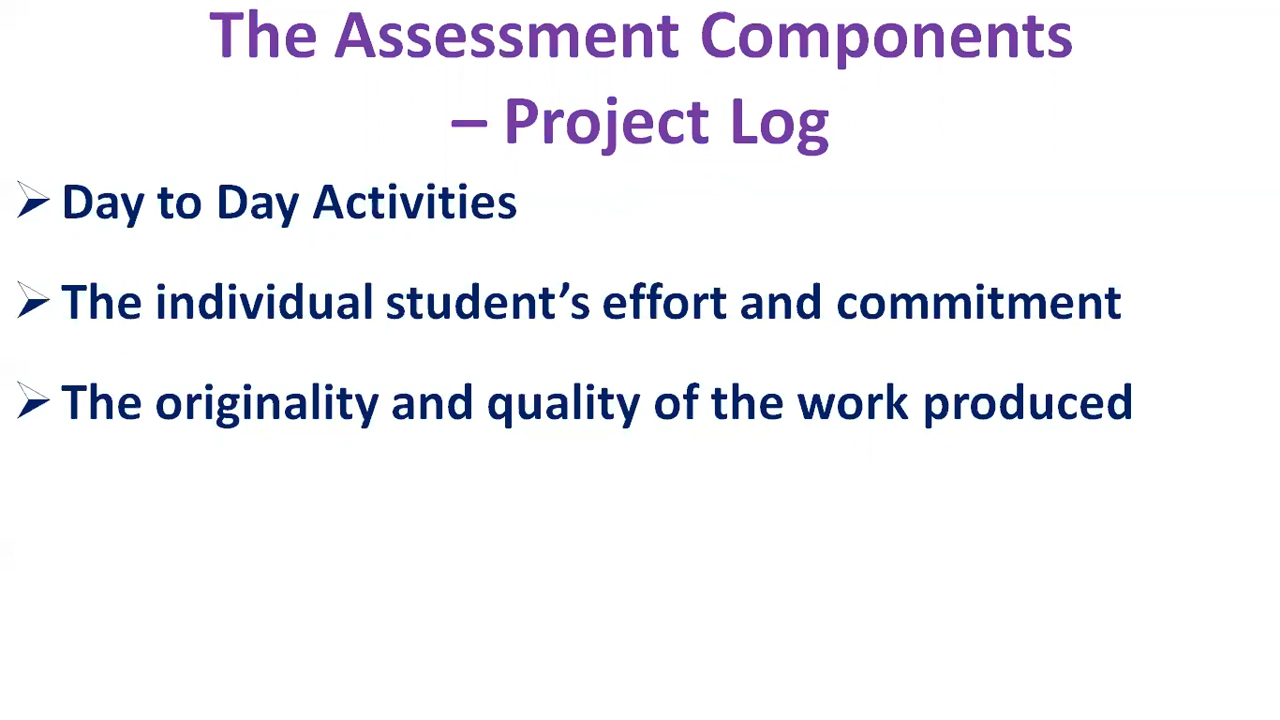 The Assessment Components
– Project Log
Day to Day Activities
The individual student’s effort and commitment
The originality and quality of the work produced